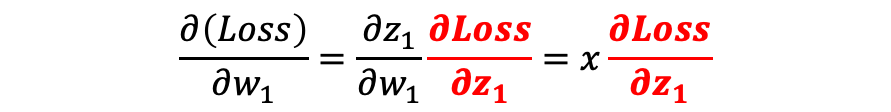 ∂(Loss)/∂w₁ = ∂z₁/∂w₁ ∂Loss/∂z₁ = x ∂Loss/∂z₁